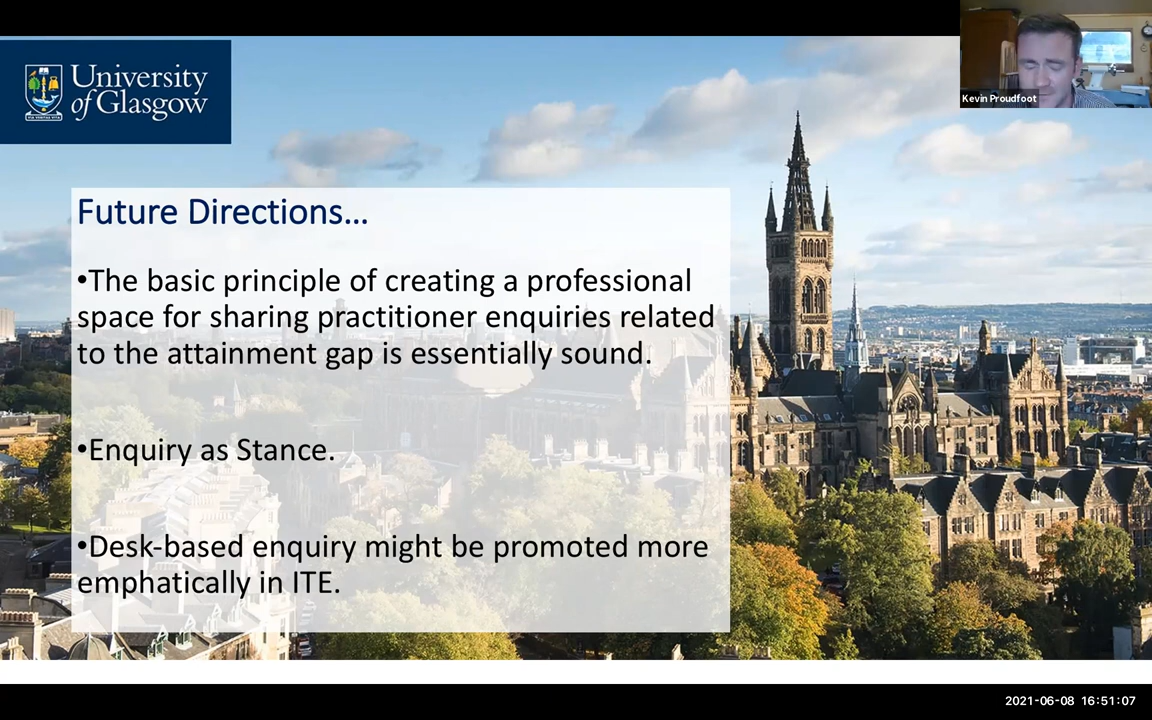 University
of Glasgow
Kevin Proudfoot
Future Directions...
•The basic principle of creating a professional
space for sharing practitioner enquiries related
to the attainment gap is essentially sound.
•Enquiry as Stance.
•Desk-based enquiry might be promoted more
emphatically in ITE.
2021-06-08 16:51:07